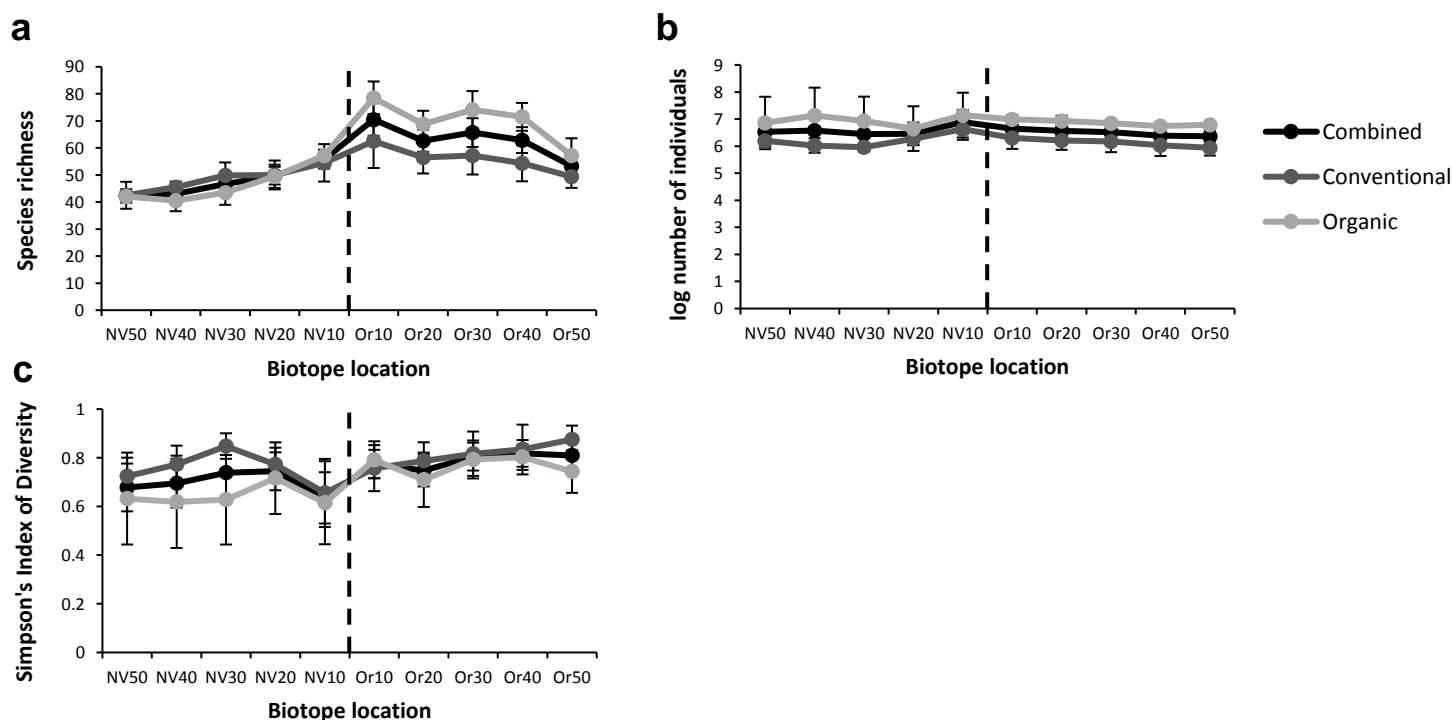 a
Species richness
90
80
70
60
50
40
30
20
10
0
NV50 NV40 NV30 NV20 NV10 Or10 Or20 Or30 Or40 Or50
Biotope location
b
log number of individuals
9
8
7
6
5
4
3
2
1
0
NV50 NV40 NV30 NV20 NV10 Or10 Or20 Or30 Or40 Or50
Biotope location
Combined
Conventional
Organic
c
Simpson's Index of Diversity
1
0.8
0.6
0.4
0.2
0
NV50 NV40 NV30 NV20 NV10 Or10 Or20 Or30 Or40 Or50
Biotope location